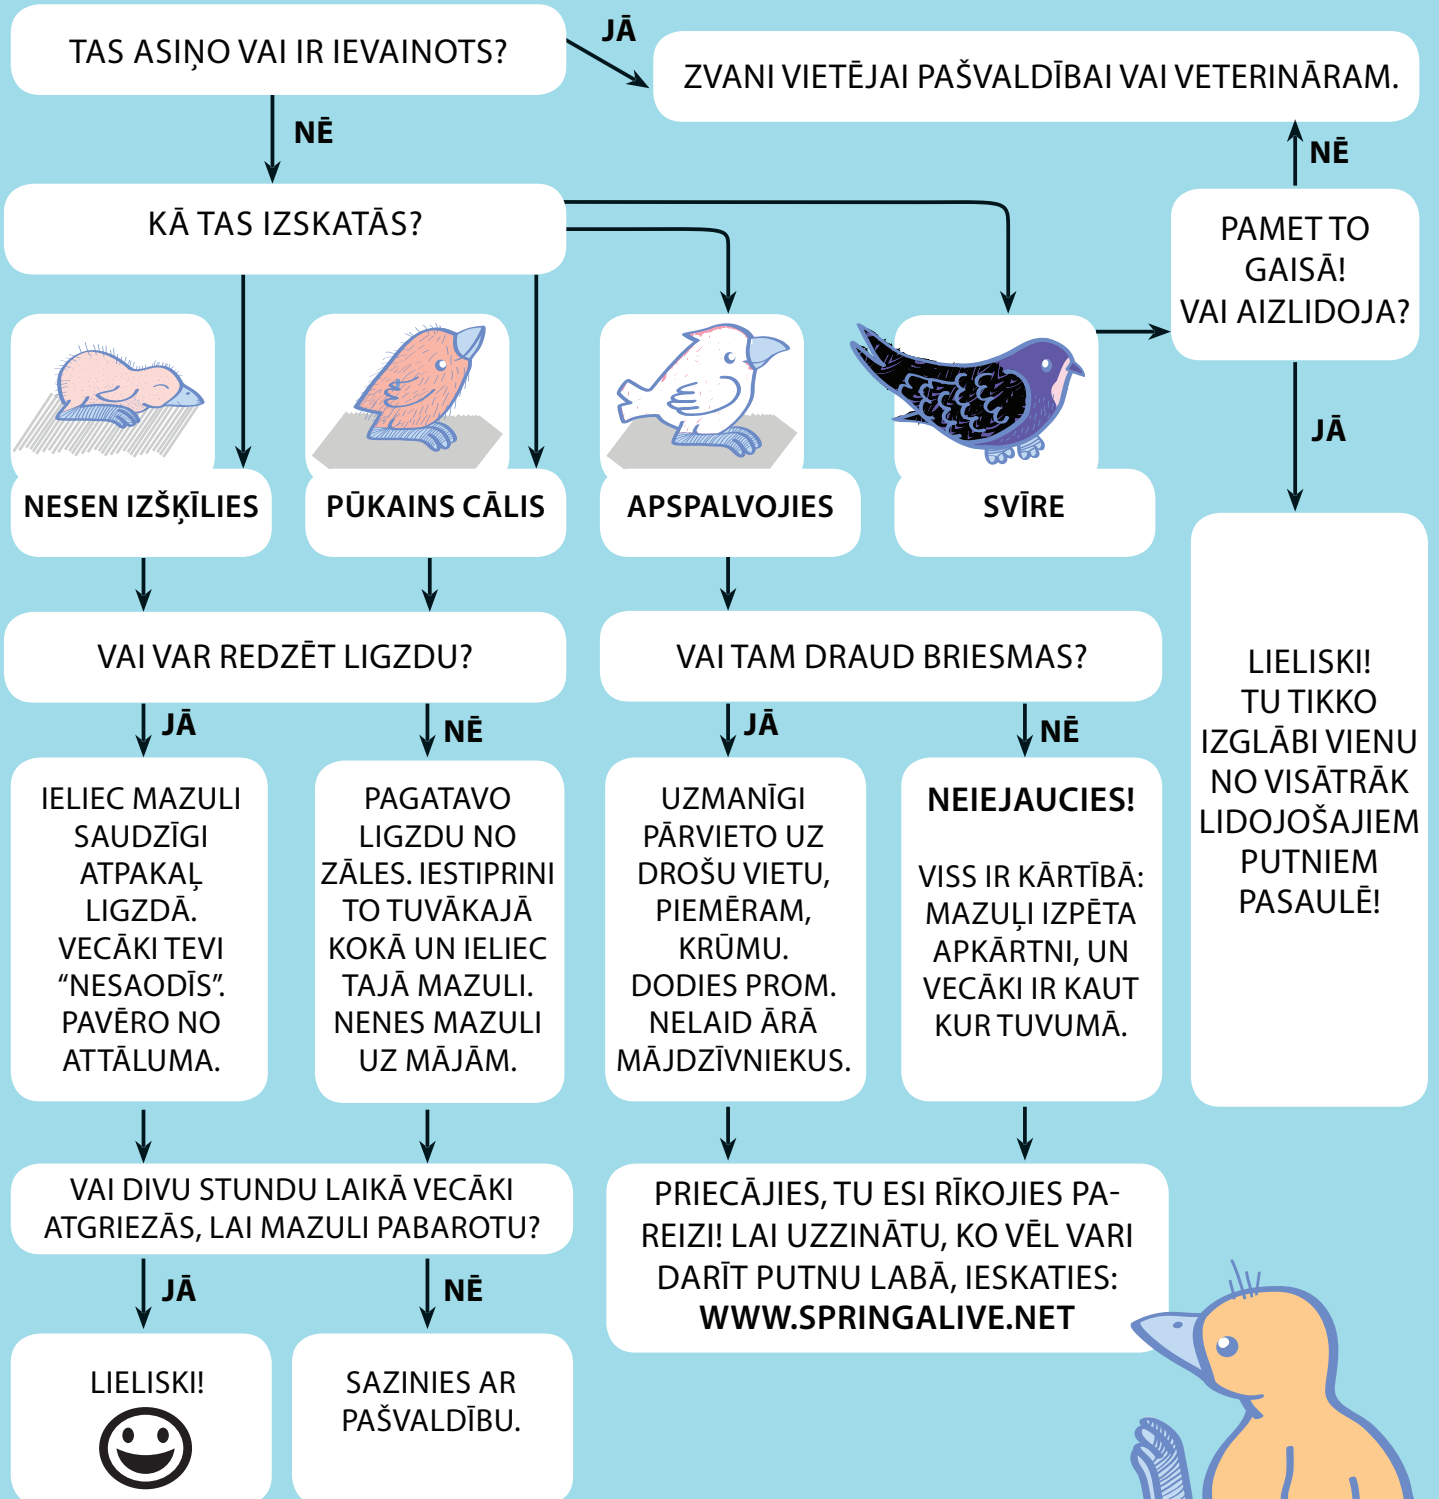 TAS ASIŅO VAI IR IEVAINOTS?
JĀ
ZVANI VIETĒJAI PAŠVALDĪBAI VAI VETERINĀRAM.
NĒ
NĒ
KĀ TAS IZSKATĀS?
PAMET TO
GAISĀ!
VAI AIZLIDOJA?
JĀ
NESEN IZŠĶĪLIES
PŪKAINS CĀLIS
APSPALVOJIES
SVĪRE
VAI VAR REDZĒT LIGZDU?
VAI TAM DRAUD BRIESMAS?
LIELISKI!
TU TIKKO
IZGLĀBI VIENU
NO VISĀTRĀK
LIDOJOŠAJIEM
PUTNIEM
PASAULĒ!
JĀ
NĒ
JĀ
NĒ
IELIEC MAZULI
SAUDZĪGI
ATPAKAĻ
LIGZDĀ.
VECĀKI TEVI
“NESAODĪS”.
PAVĒRO NO
ATTĀLUMA.
PAGATAVO
LIGZDU NO
ZĀLES. IESTIPRINI
TO TUVĀKAJĀ
KOKĀ UN IELIEC
TAJĀ MAZULI.
NENES MAZULI
UZ MĀJĀM.
UZMANĪGI
PĀRVIETO UZ
DROŠU VIETU,
PIEMĒRAM,
KRŪMU.
DODIES PROM.
NELAID ĀRĀ
MĀJDZĪVNIEKUS.
NEIEJAUCIES!
VISS IR KĀRTĪBĀ:
MAZUĻI IZPĒTA
APKĀRTNI, UN
VECĀKI IR KAUT
KUR TUVUMĀ.
VAI DIVU STUNDU LAIKĀ VECĀKI
ATGRIEZĀS, LAI MAZULI PABAROTU?
PRIECĀJIES, TU ESI RĪKOJIES PA-
REIZI! LAI UZZINĀTU, KO VĒL VARI
DARĪT PUTNU LABĀ, IESKATIES:
WWW.SPRINGALIVE.NET
JĀ
NĒ
LIELISKI!
SAZINIES AR
PAŠVALDĪBU.